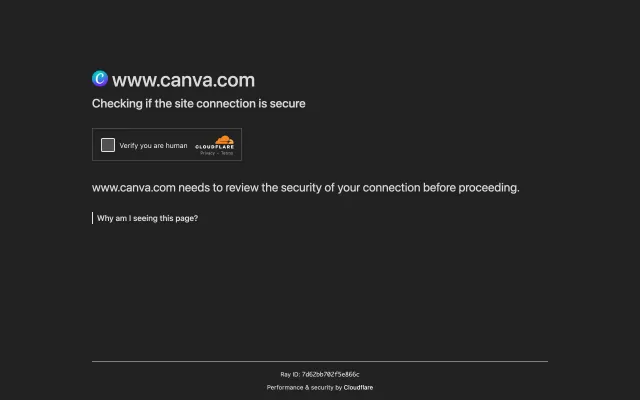 www.canva.com
Checking if the site connection is secure
Verify you are human
CLOUDFLARE
Privacy - Terms
www.canva.com needs to review the security of your connection before proceeding.
Why am I seeing this page?
Ray ID: 7d62bb702f5e866c
Performance & security by Cloudflare